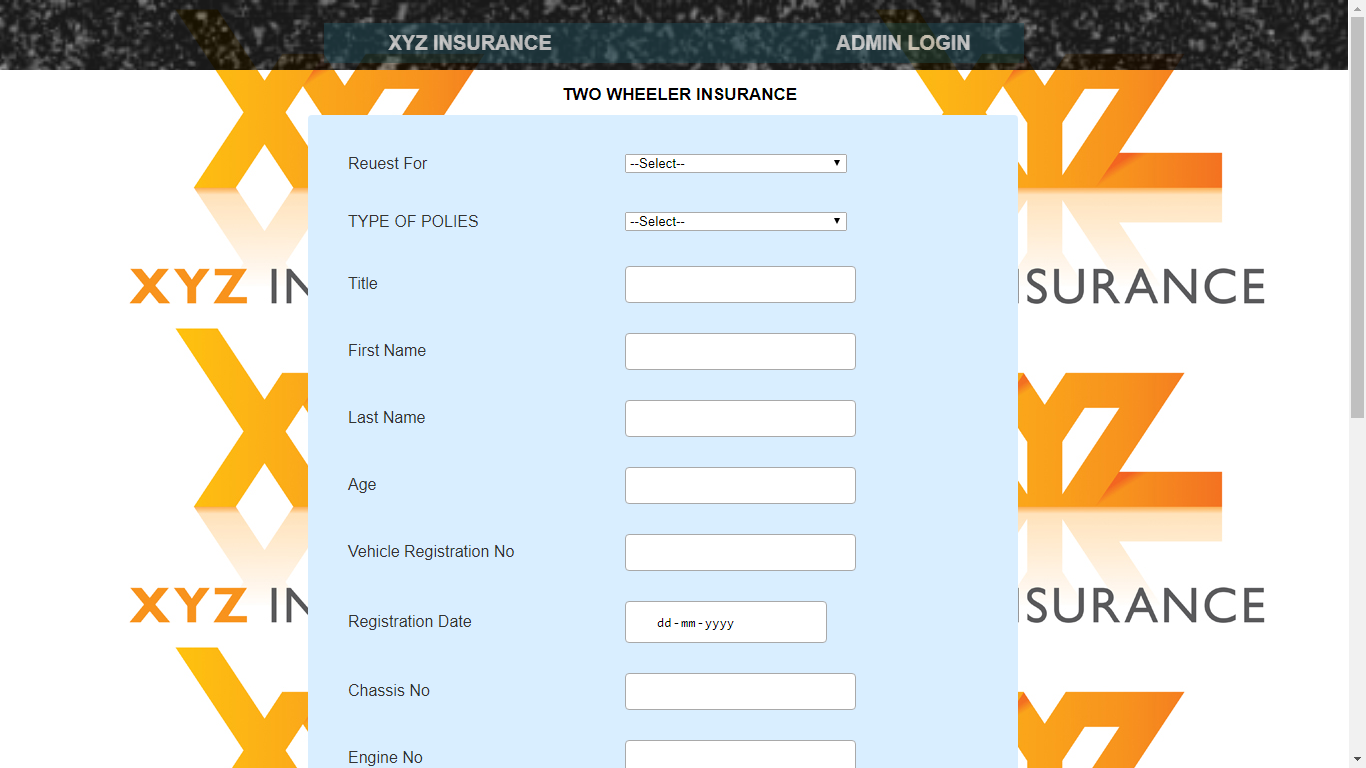 XYZ INSURANCE ADMIN LOGIN
TWO WHEELER INSURANCE
Reuest For --Select--
TYPE OF POLIES --Select--
Title
XYZ IN SURANCE
First Name
Last Name
Age
Vehicle Registration No
XYZ IN SURANCE
Registration Date dd-mm-yyyy
Chassis No
Engine No